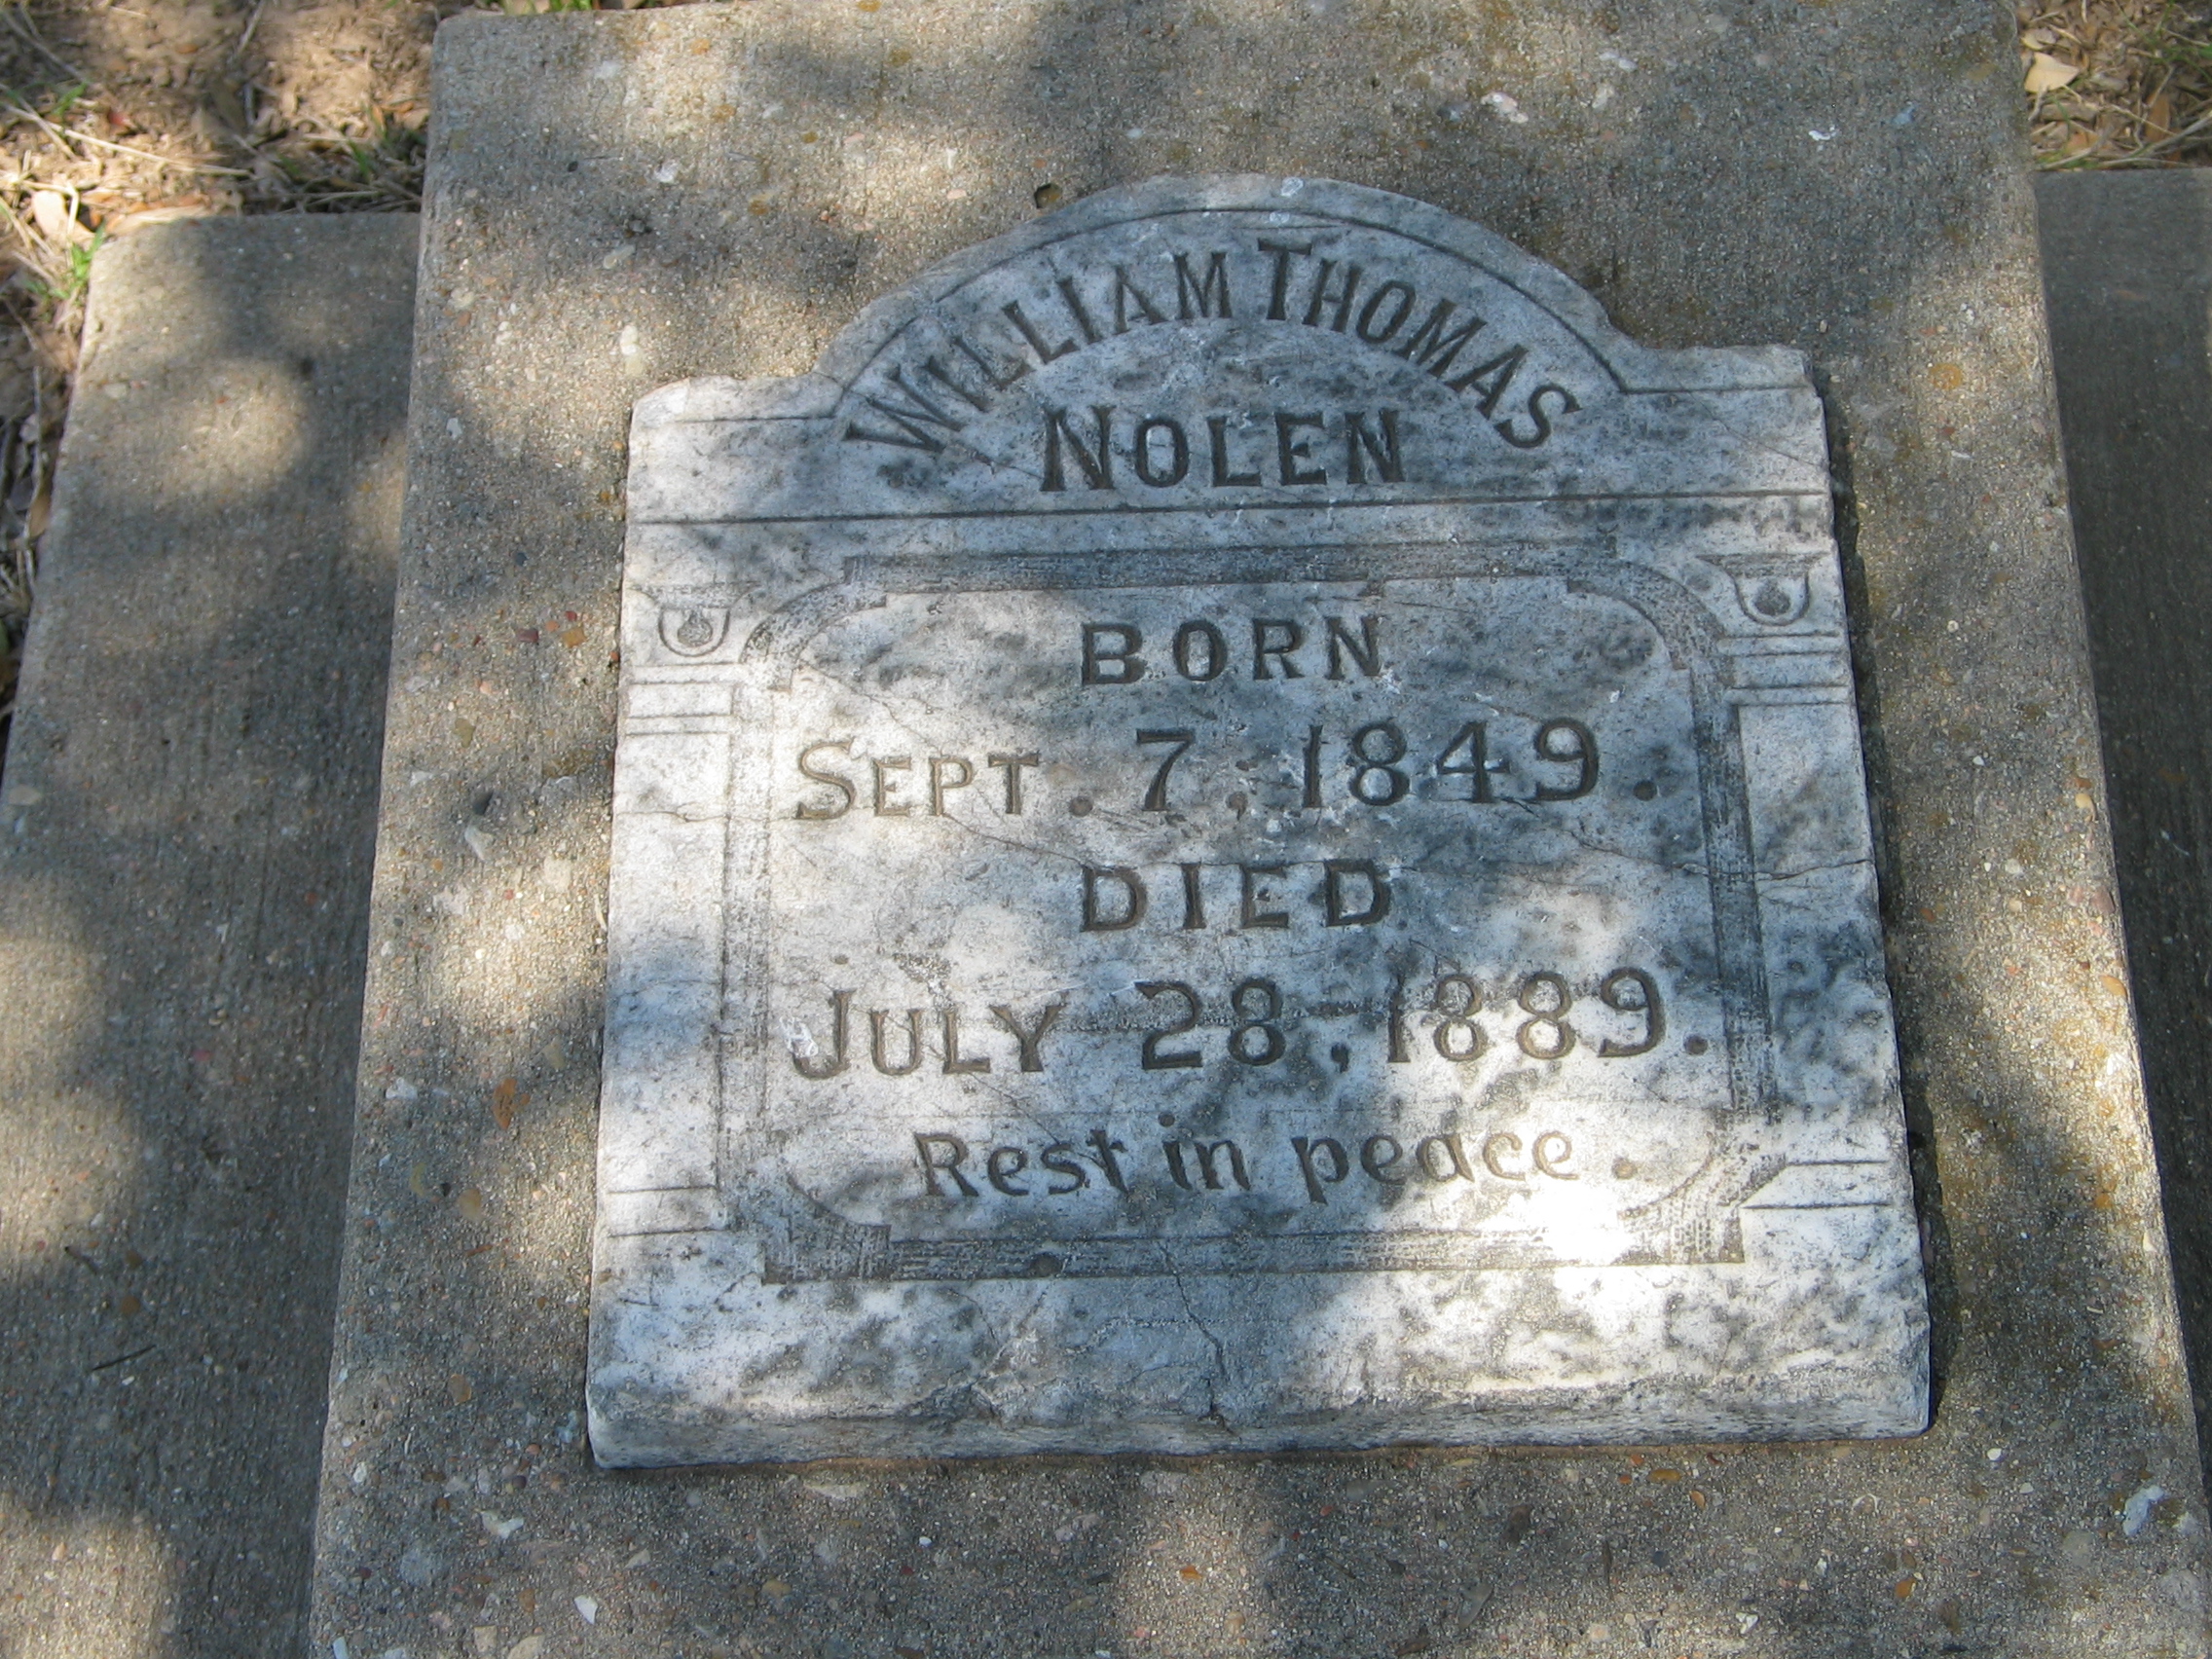 WILLIAM THOMAS
NOLEN
BORN
SEPT. 7, 1849.
DIED
JULY 28, 1889.
Rest in peace.